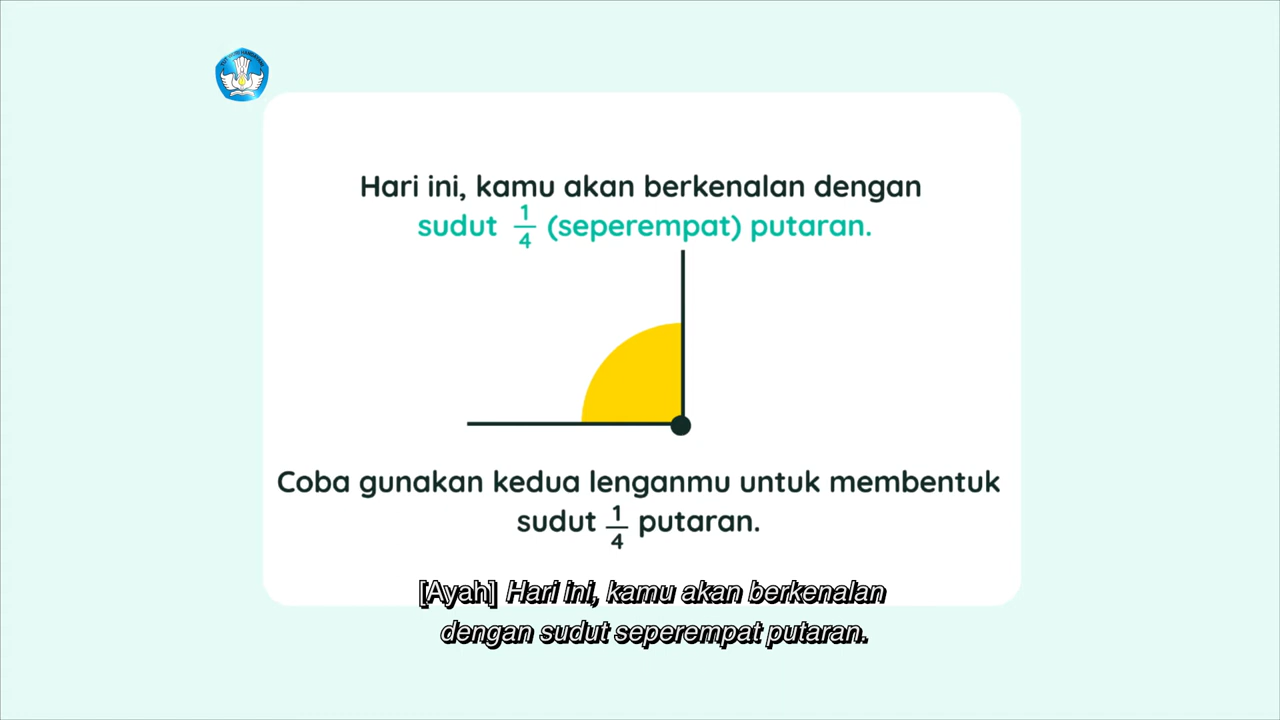 Hari ini, kamu akan berkenalan dengan
sudut 1/4 (seperempat) putaran.
Coba gunakan kedua lenganmu untuk membentuk
sudut 1/4 putaran.
[Ayah] Hari ini, kamu akan berkenalan
dengan sudut seperempat putaran.